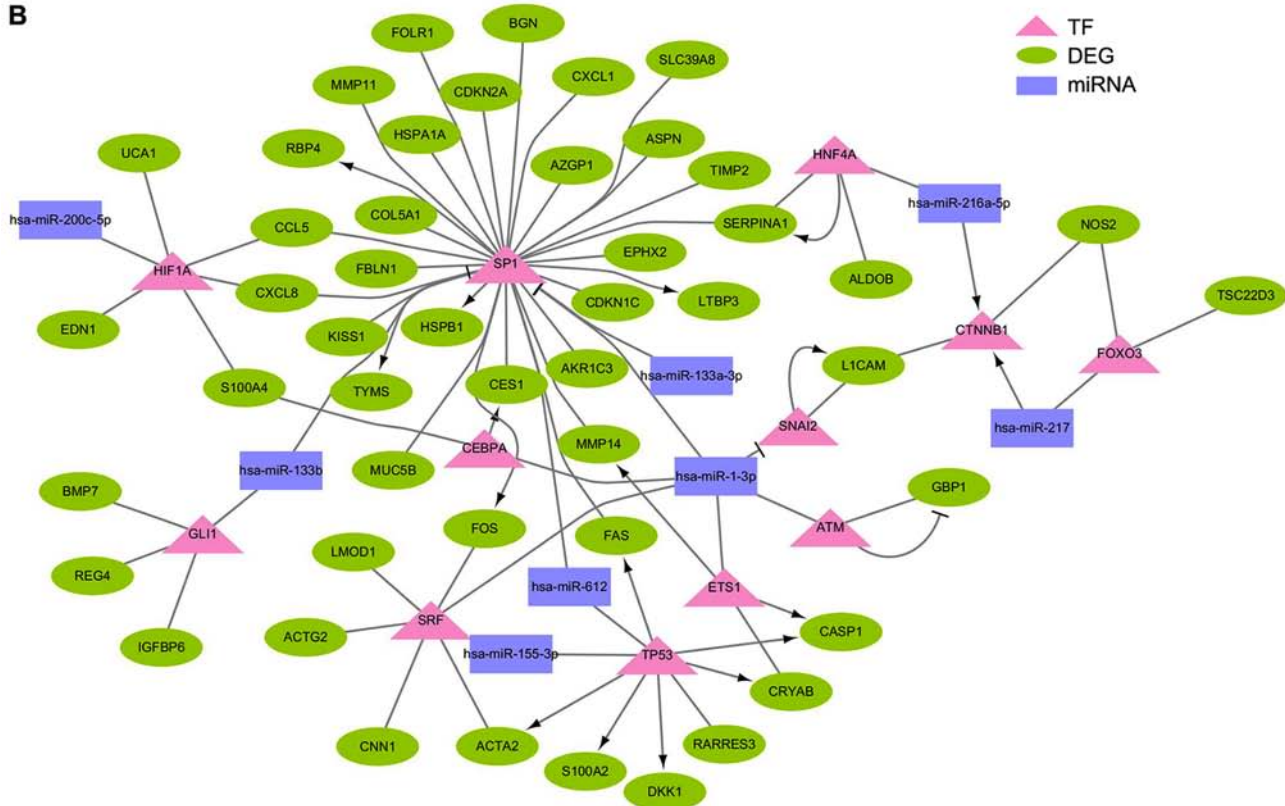 B
BGN
FOLR1
TF
SLC39A8
DEG
CXCL1
MMP11
CDKN2A
miRNA
HSPA1A
ASPN
UCA1
RBP4
HNF4A
AZGP1
TIMP2
hsa-miR-200c-5p
COL5A1
hsa-miR-216a-5p
CCL5
SERPINA1
NOS2
EPHX2
HIF1A
FBLN1
SP1
ALDOB
CXCL8
CDKN1C
LTBP3
TSC22D3
EDN1
KISS1
HSPB1
CTNNB1
FOXO3
AKR1C3
L1CAM
hsa-miR-133a-3p
S100A4
TYMS
CES1
SNAI2
hsa-miR-217
MMP14
CEBPA
hsa-miR-133b
MUC5B
hsa-miR-1-3p
BMP7
GBP1
GLI1
FOS
FAS
ATM
LMOD1
REG4
hsa-miR-612
ETS1
SRF
ACTG2
CASP1
IGFBP6
hsa-miR-155-3p
TP53
CRYAB
CNN1
ACTA2
RARRES3
S100A2
DKK1